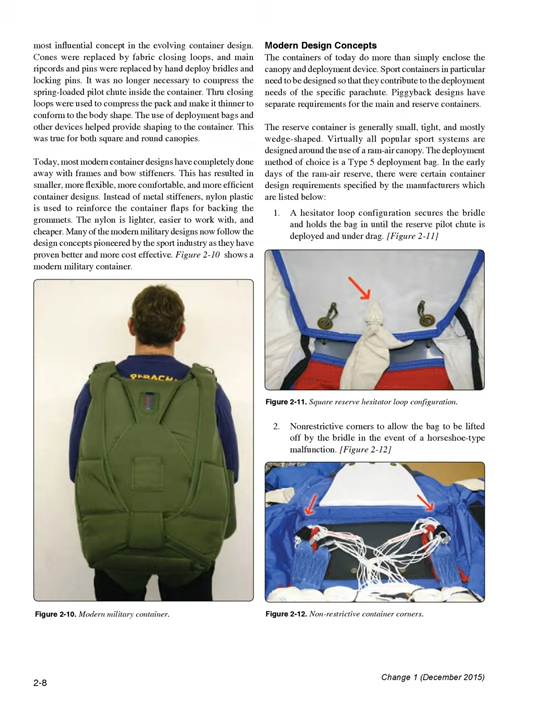 most influential concept in the evolving container design.
Cones were replaced by fabric closing loops, and main
ripcords and pins were replaced by hand deploy bridles and
locking pins. It was no longer necessary to compress the
spring-loaded pilot chute inside the container. Thru closing
loops were used to compress the pack and make it thinner to
conform to the body shape. The use of deployment bags and
other devices helped provide shaping to the container. This
was true for both square and round canopies.
Today, most modern container designs have completely done
away with frames and bow stiffeners. This has resulted in
smaller, more flexible, more comfortable, and more efficient
container designs. Instead of metal stiffeners, nylon plastic
is used to reinforce the container flaps for backing the
grommets. The nylon is lighter, easier to work with, and
cheaper. Many of the modern military designs now follow the
design concepts pioneered by the sport industry as they have
proven better and more cost effective. Figure 2-10 shows a
modern military container.
Figure 2-10. Modern military container.
Modern Design Concepts
The containers of today do more than simply enclose the
canopy and deployment device. Sport containers in particular
need to be designed so that they contribute to the deployment
needs of the specific parachute. Piggyback designs have
separate requirements for the main and reserve containers.
The reserve container is generally small, tight, and mostly
wedge-shaped. Virtually all popular sport systems are
designed around the use of a ram-air canopy. The deployment
method of choice is a Type 5 deployment bag. In the early
days of the ram-air reserve, there were certain container
design requirements specified by the manufacturers which
are listed below:
1. A hesitator loop configuration secures the bridle
and holds the bag in until the reserve pilot chute is
deployed and under drag. [Figure 2-11]
Figure 2-11. Square reserve hesitator loop configuration.
2. Nonrestrictive corners to allow the bag to be lifted
off by the bridle in the event of a horseshoe-type
malfunction. [Figure 2-12]
Figure 2-12. Non-restrictive container corners.
2-8
Change 1 (December 2015)